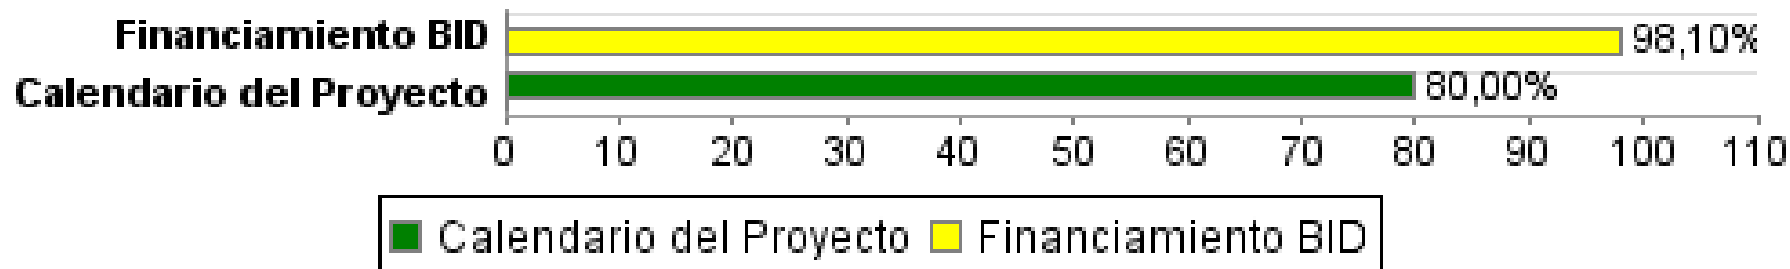 Financiamiento BID
98,10%
Calendario del Proyecto
80,00%
0 10 20 30 40 50 60 70 80 90 100 110
Calendario del Proyecto Financiamiento BID